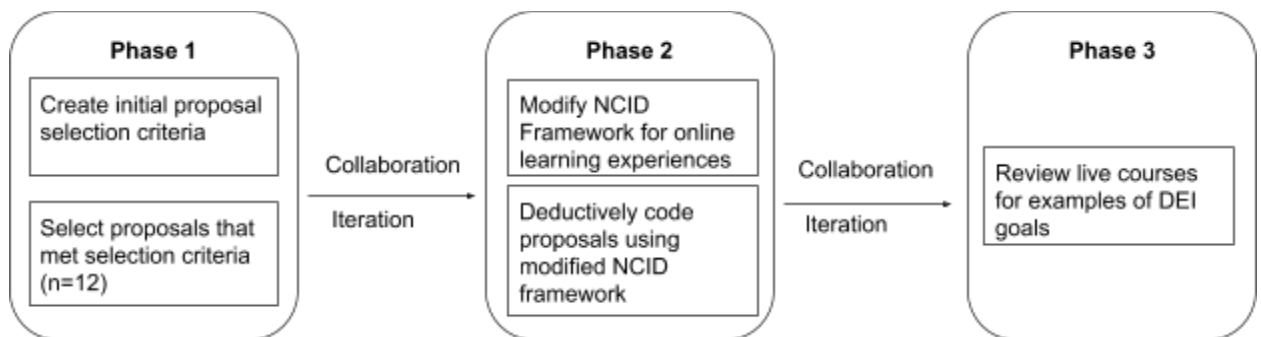 Phase 1
Create initial proposal
selection criteria
Select proposals that
met selection criteria
(n=12)
Collaboration
Iteration
Phase 2
Modify NCID
Framework for online
learning experiences
Deductively code
proposals using
modified NCID
framework
Collaboration
Iteration
Phase 3
Review live courses
for examples of DEI
goals